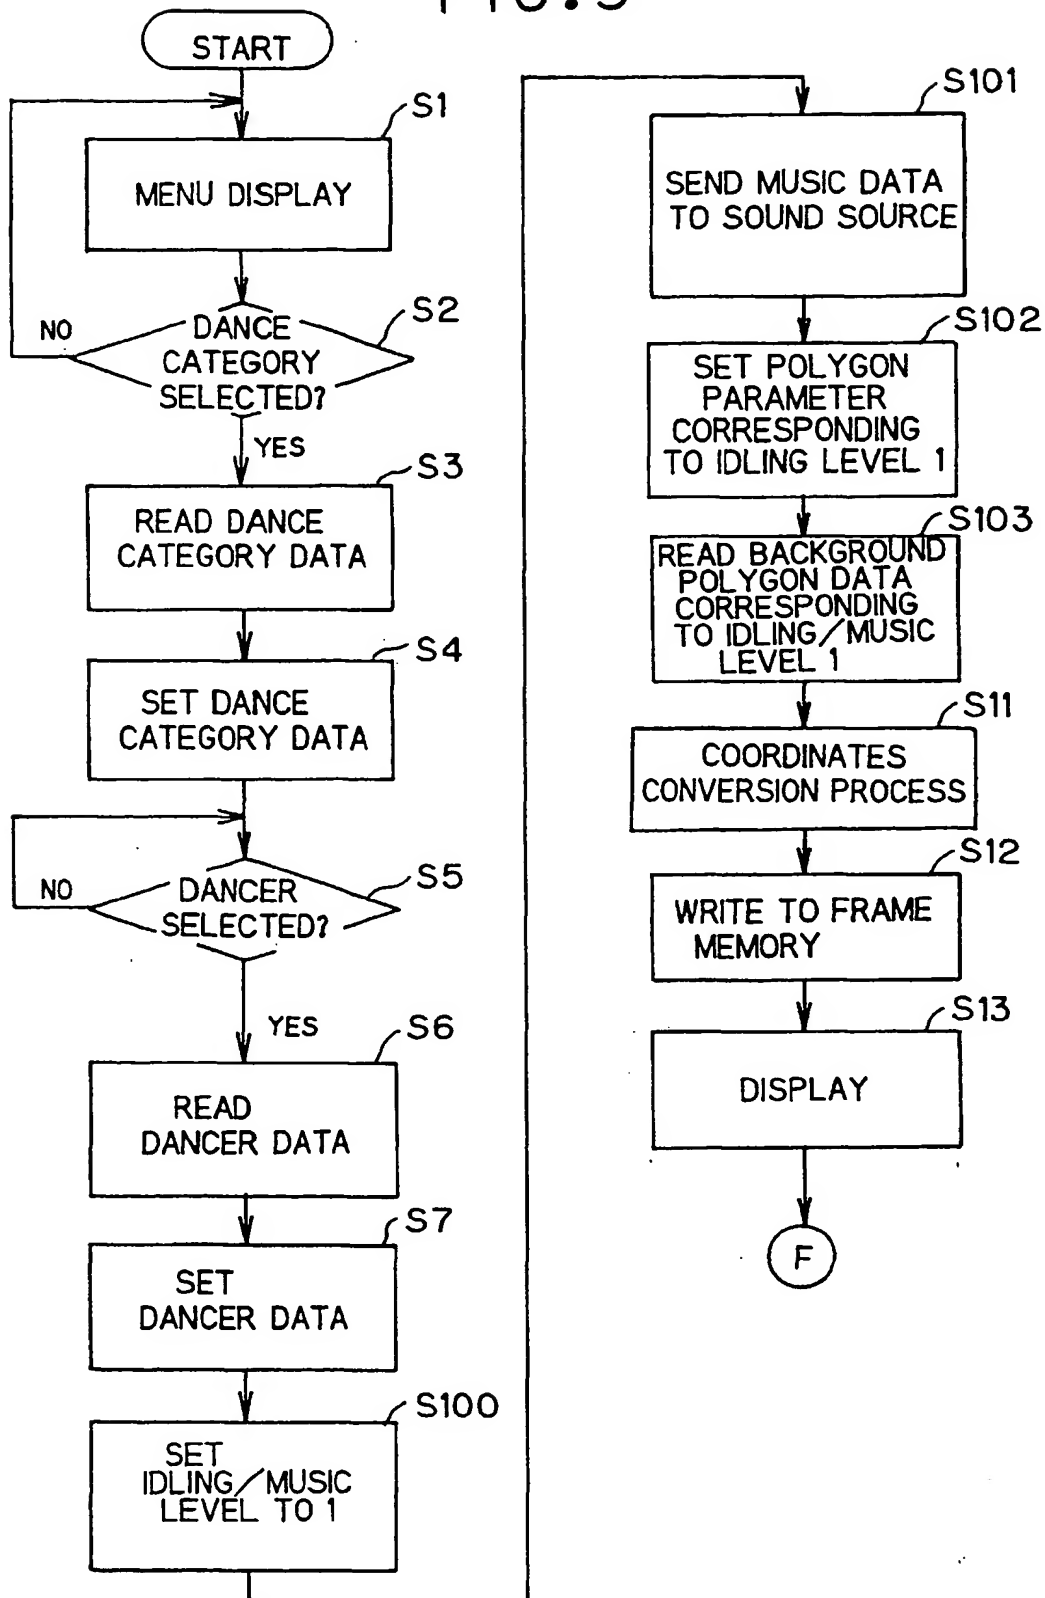 START
S1
MENU DISPLAY
S2
NO
DANCE
CATEGORY
SELECTED?
YES
S3
READ DANCE
CATEGORY DATA
S4
SET DANCE
CATEGORY DATA
S5
NO
DANCER
SELECTED?
YES
S6
READ
DANCER DATA
S7
SET
DANCER DATA
S100
SET
IDLING/MUSIC
LEVEL TO 1
S101
SEND MUSIC DATA
TO SOUND SOURCE
S102
SET POLYGON
PARAMETER
CORRESPONDING
TO IDLING LEVEL 1
S103
READ BACKGROUND
POLYGON DATA
CORRESPONDING
TO IDLING/MUSIC
LEVEL 1
S11
COORDINATES
CONVERSION PROCESS
S12
WRITE TO FRAME
MEMORY
S13
DISPLAY
F